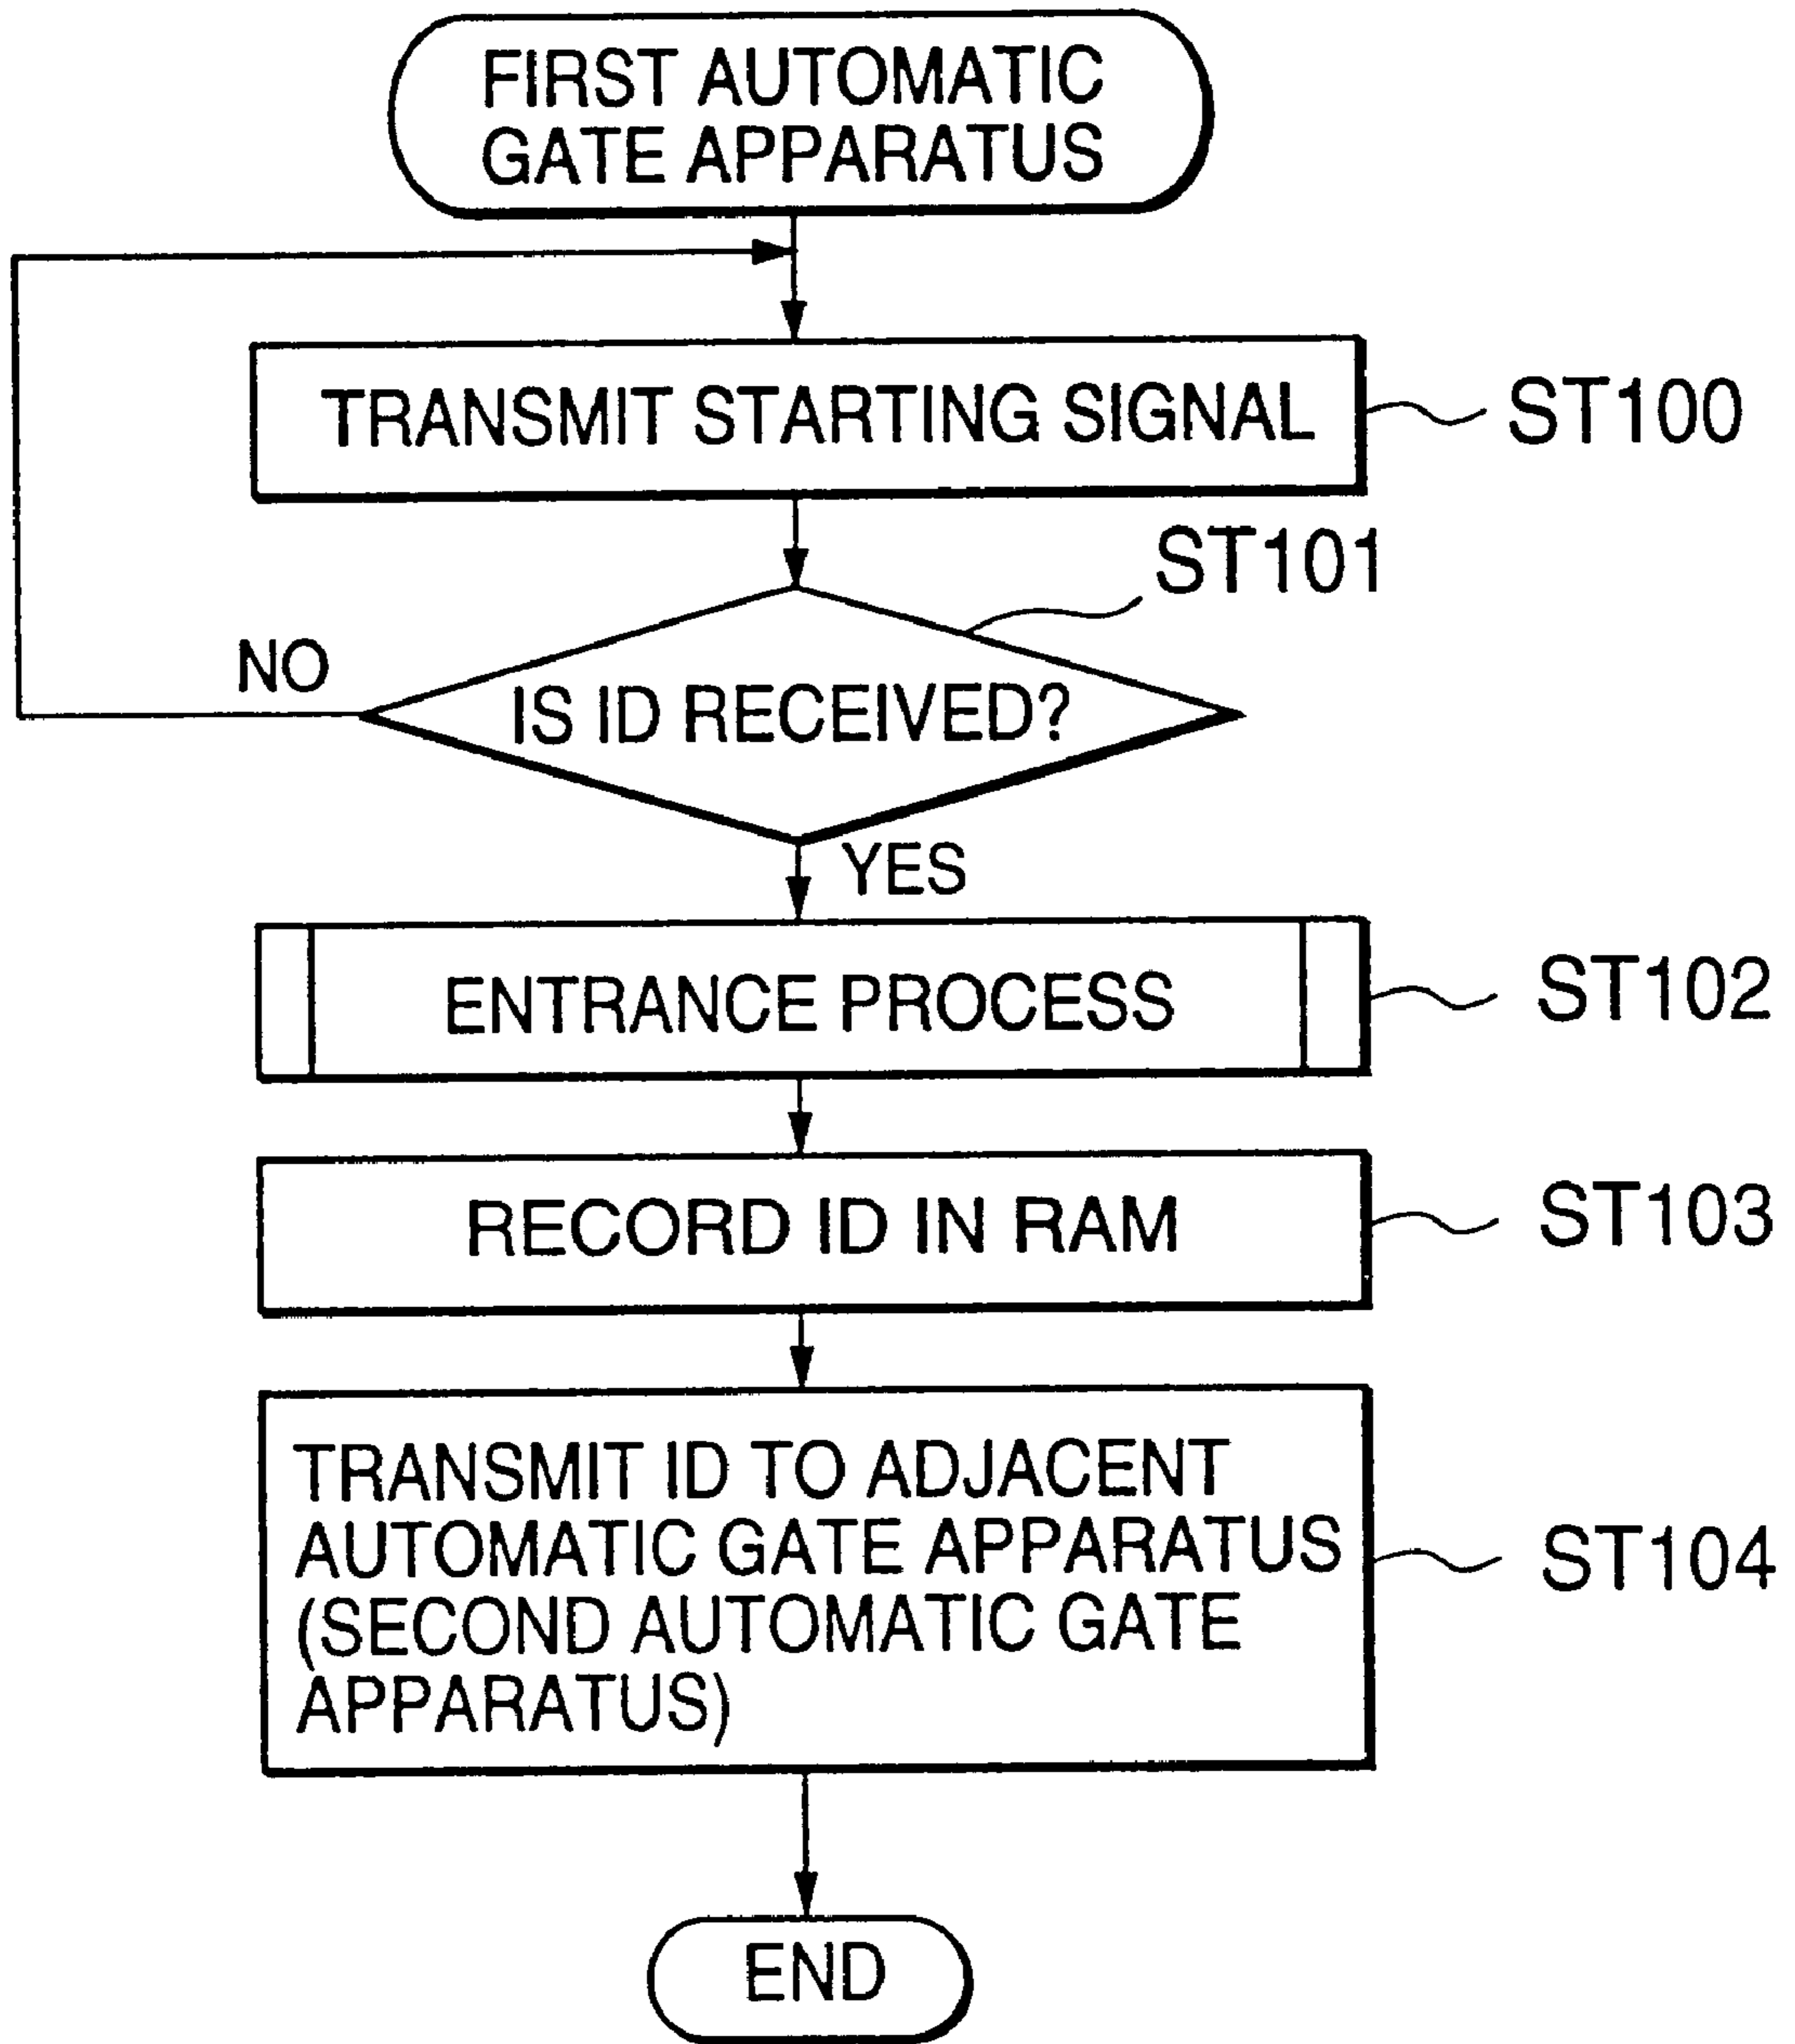 FIRST AUTOMATIC
GATE APPARATUS
TRANSMIT STARTING SIGNAL
ST100
ST101
NO
IS ID RECEIVED?
YES
ENTRANCE PROCESS
ST102
RECORD ID IN RAM
ST103
TRANSMIT ID TO ADJACENT
AUTOMATIC GATE APPARATUS
(SECOND AUTOMATIC GATE
APPARATUS)
ST104
END